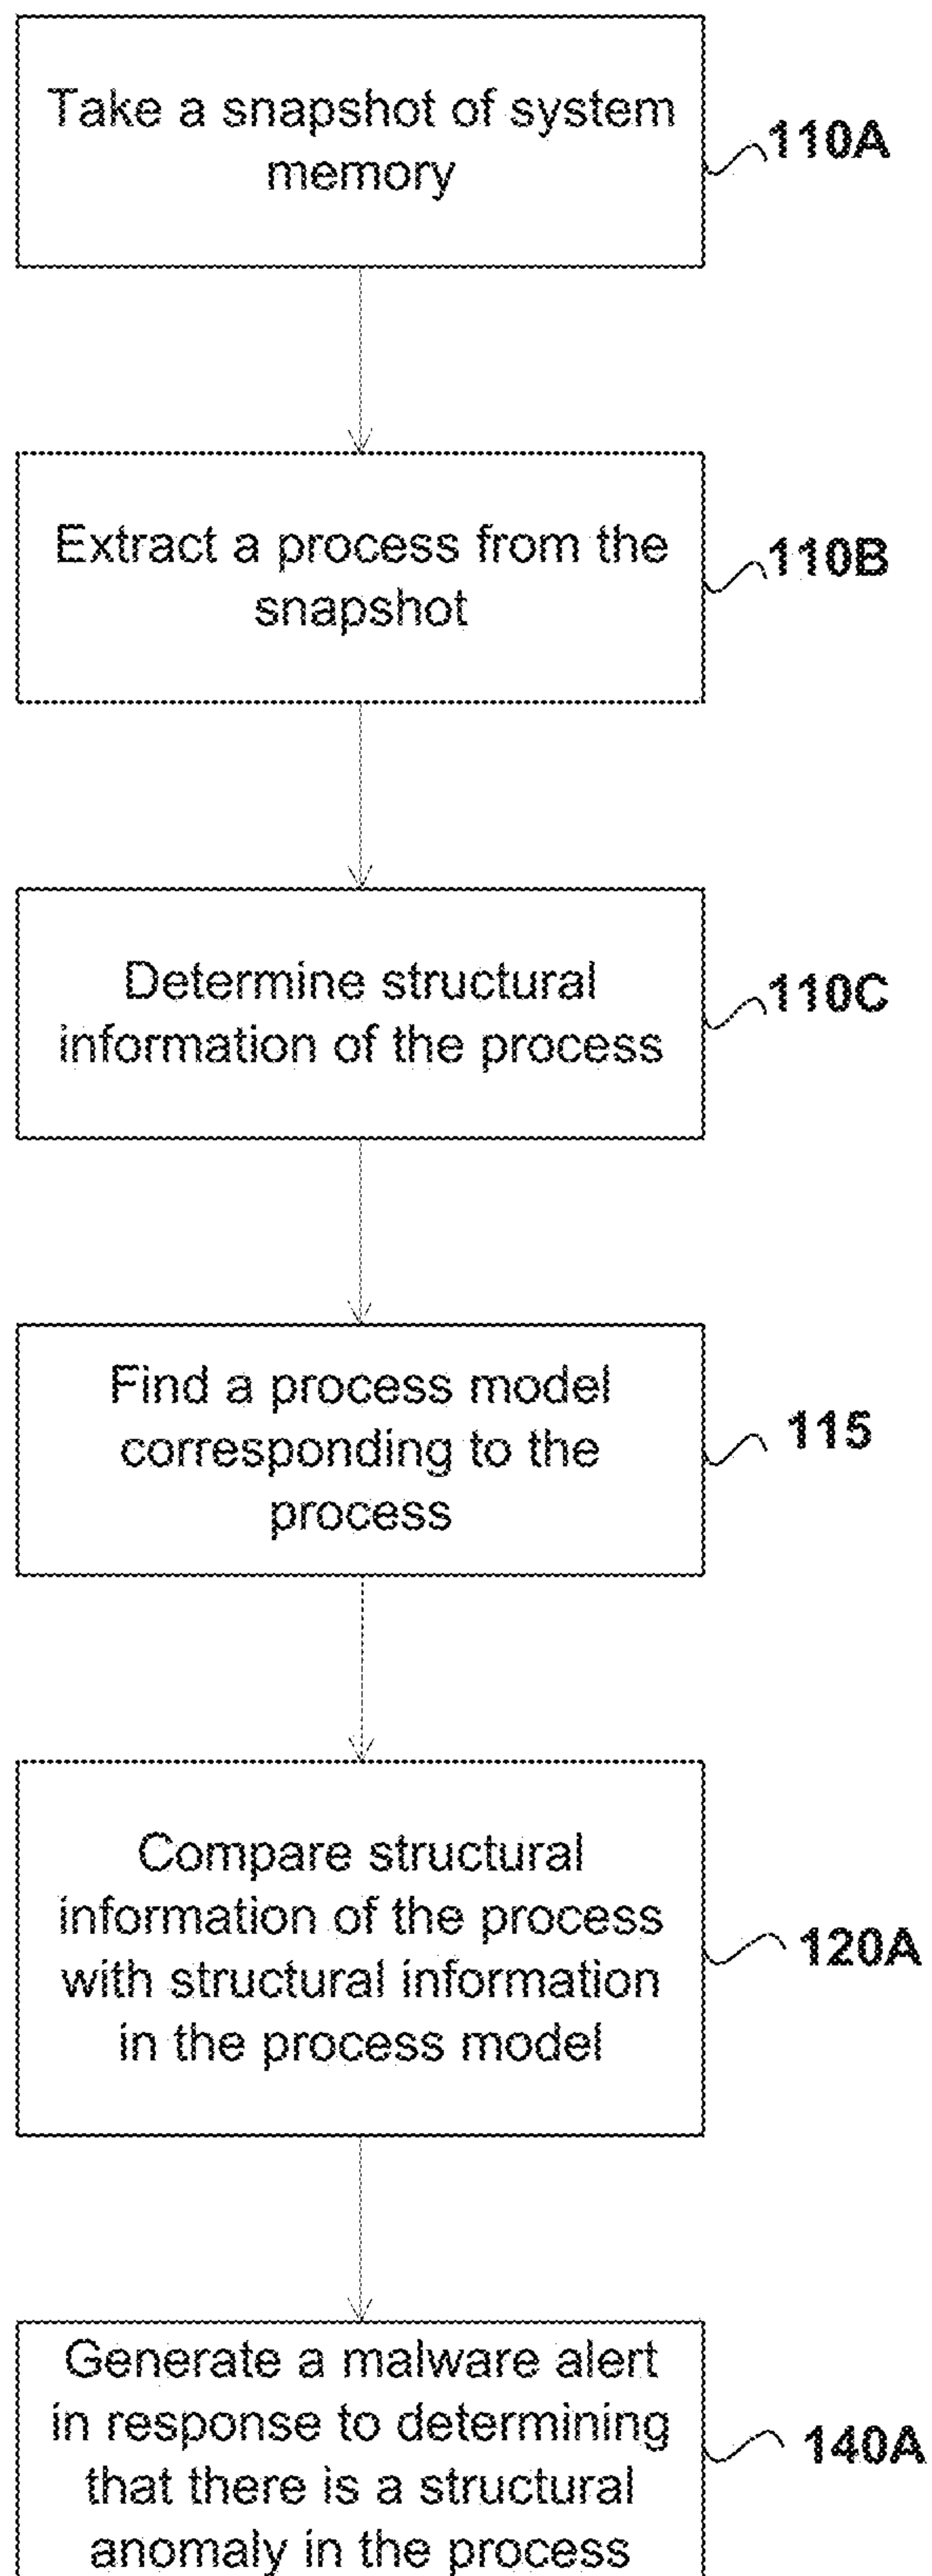 Take a snapshot of system
memory
110A
Extract a process from the
snapshot
110B
Determine structural
information of the process
110C
Find a process model
corresponding to the
process
115
Compare structural
information of the process
with structural information
in the process model
120A
Generate a malware alert
in response to determining
that there is a structural
anomaly in the process
140A